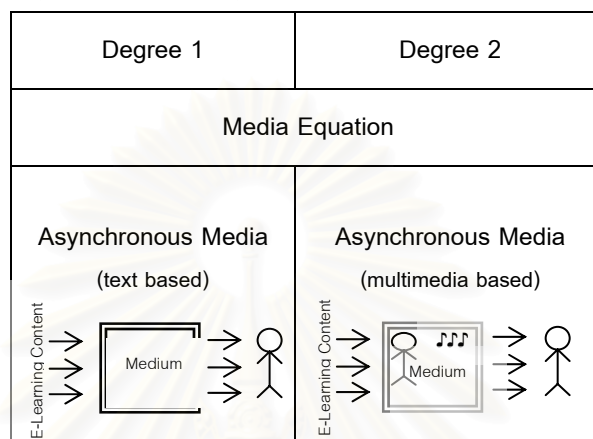 Degree 1
Degree 2
Media Equation
Asynchronous Media
(text based)
E-Learning Content
Medium
Asynchronous Media
(multimedia based)
E-Learning Content
Medium